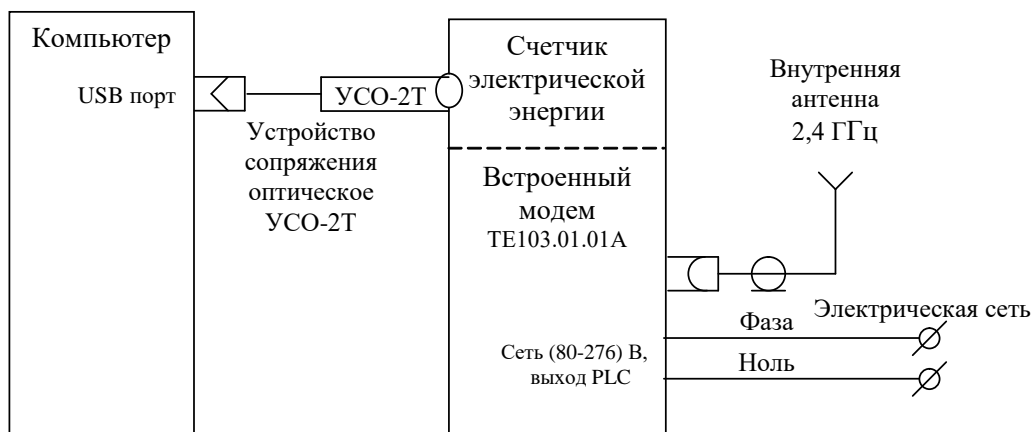 Компьютер
USB порт
УСО-2Т
Устройство
сопряжения
оптическое
УСО-2Т
Счетчик
электрической
энергии
Встроенный
модем
ТЕ103.01.01А
Сеть (80-276) В,
выход PLC
Внутренняя
антенна
2,4 ГГц
Электрическая сеть
Фаза
Ноль